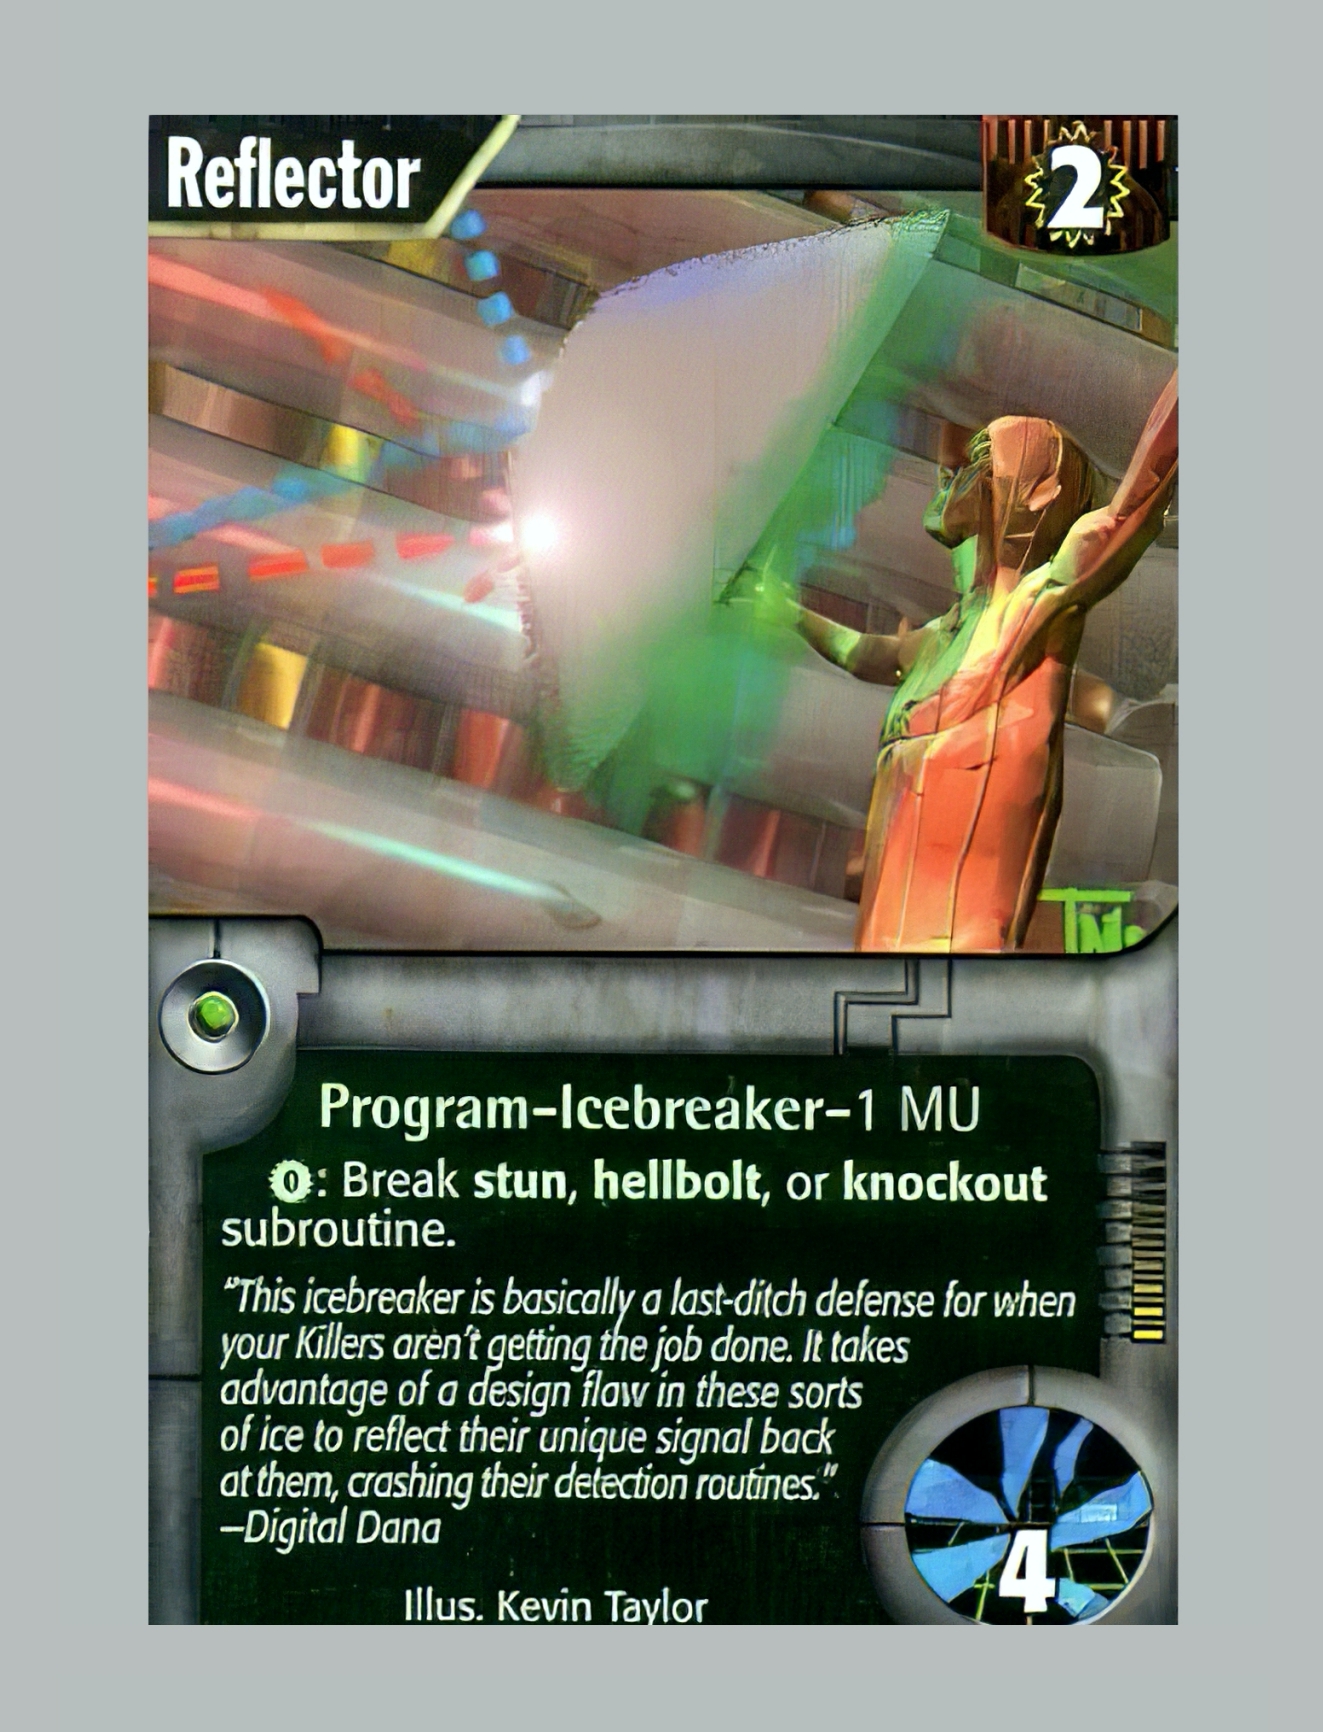 Reflector
2
Program-Icebreaker-1 MU
0: Break stun, hellbolt, or knockout
subroutine.
"This icebreaker is basically a last-ditch defense for when
your Killers aren't getting the job done. It takes
advantage of a design flaw in these sorts
of ice to reflect their unique signal back
at them, crashing their detection routines."
–Digital Dana
4
Illus. Kevin Taylor